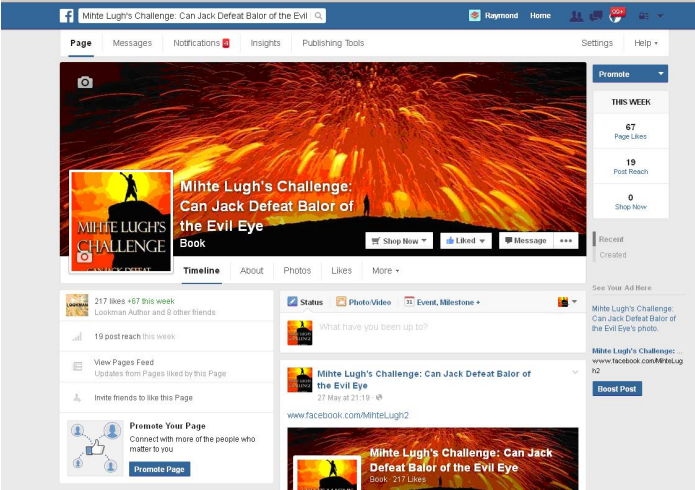 Mihte Lugh's Challenge: Can Jack Defeat Balor of the Evil
Raymond Home 99+
Page Messages Notifications Insights Publishing Tools Settings Help
Promote
THIS WEEK
67
Page Likes
19
Post Reach
0
Shop Now
Recent
Created
See Your Ad Here
Mihte Lugh's Challenge:
Can Jack Defeat Balor of
the Evil Eye's photo.
Mihte Lugh's Challenge: ...
www.facebook.com/MihteLug
h2
Boost Post
Mihte Lugh's Challenge:
Can Jack Defeat Balor of
the Evil Eye
Book
MIHTE LUGH'S
CHALLENGE
CAN JACK DEFEAT
Shop Now Liked Message
Timeline About Photos Likes More
217 likes +67 this week
Lookman Author and 8 other friends
19 post reach this week
View Pages Feed
Updates from Pages liked by this Page
Invite friends to like this Page
Promote Your Page
Connect with more of the people who
matter to you
Promote Page
Status Photo/Video 31 Event, Milestone +
What have you been up to?
Mihte Lugh's Challenge: Can Jack Defeat Balor of
the Evil Eye
27 May at 21:19
www.facebook.com/MihteLugh2
Mihte Lugh's Challenge: Can Jack
Defeat Balor of the Evil Eye
Book · 217 Likes